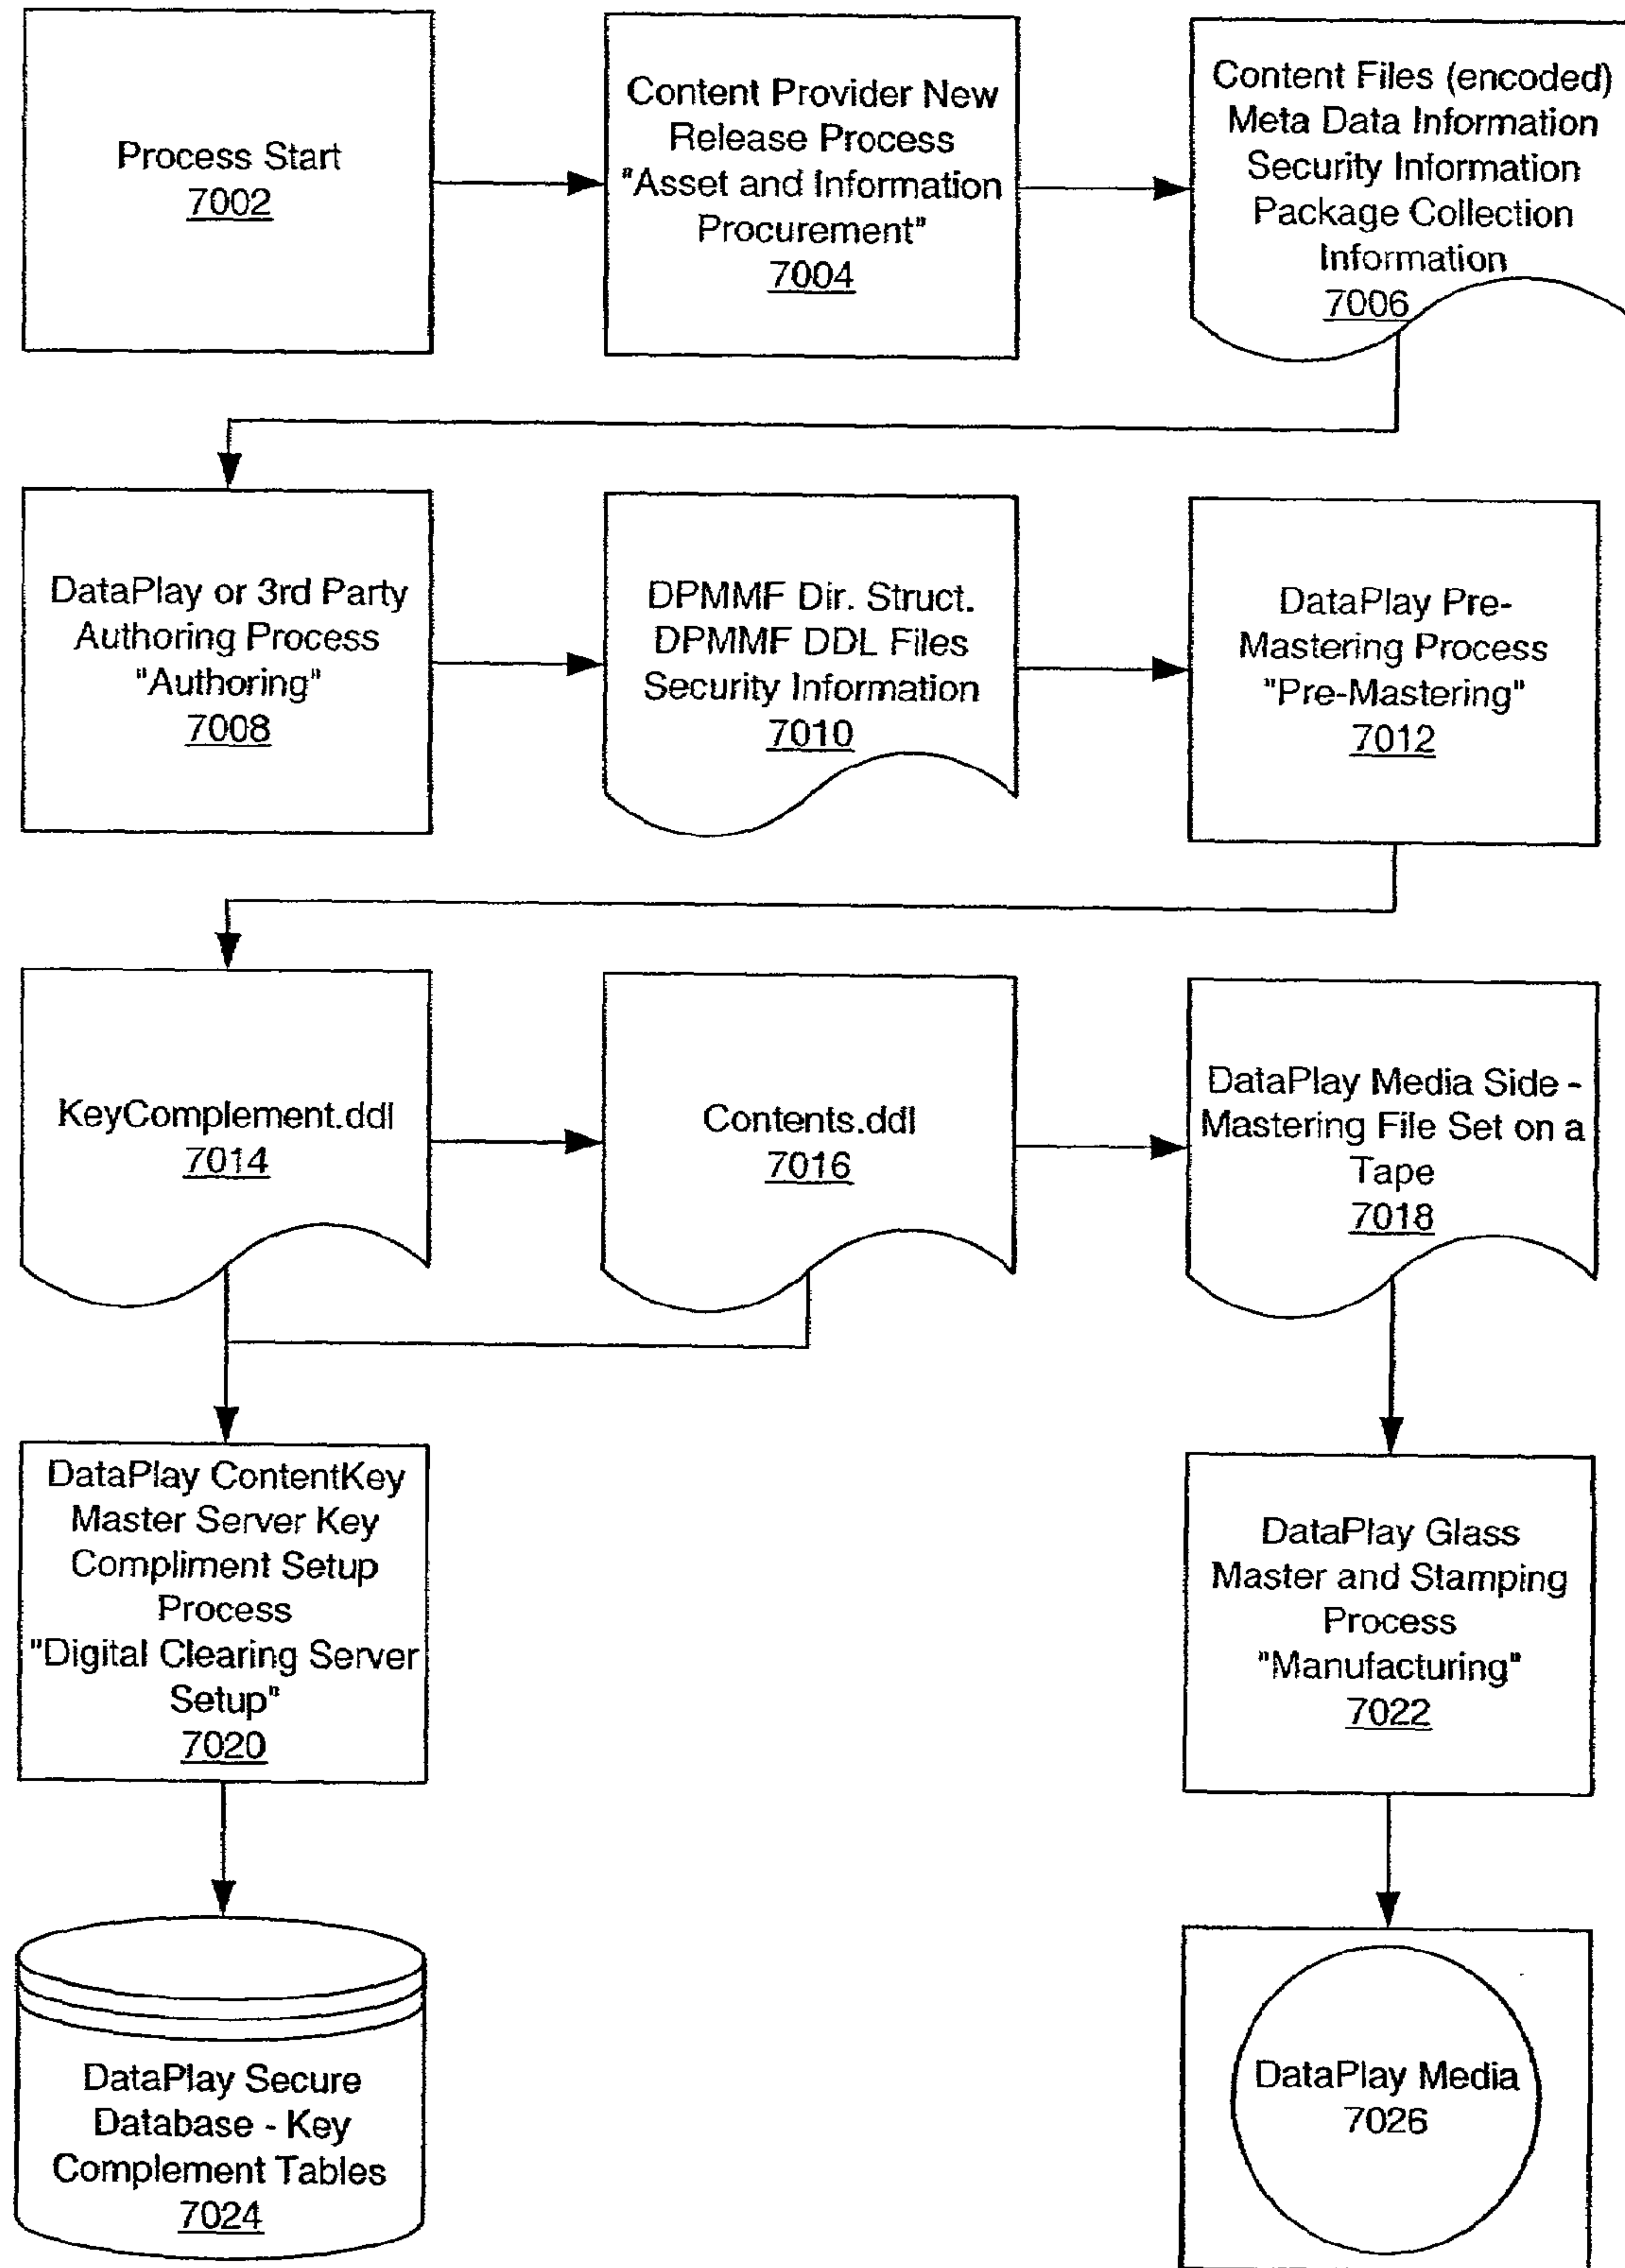 Process Start
7002
Content Provider New
Release Process
"Asset and Information
Procurement"
7004
Content Files (encoded)
Meta Data Information
Security Information
Package Collection
Information
7006
DataPlay or 3rd Party
Authoring Process
"Authoring"
7008
DPMMF Dir. Struct.
DPMMF DDL Files
Security Information
7010
DataPlay Pre-
Mastering Process
"Pre-Mastering"
7012
KeyComplement.ddl
7014
Contents.ddl
7016
DataPlay Media Side -
Mastering File Set on a
Tape
7018
DataPlay ContentKey
Master Server Key
Compliment Setup
Process
"Digital Clearing Server
Setup"
7020
DataPlay Glass
Master and Stamping
Process
"Manufacturing"
7022
DataPlay Secure
Database - Key
Complement Tables
7024
DataPlay Media
7026